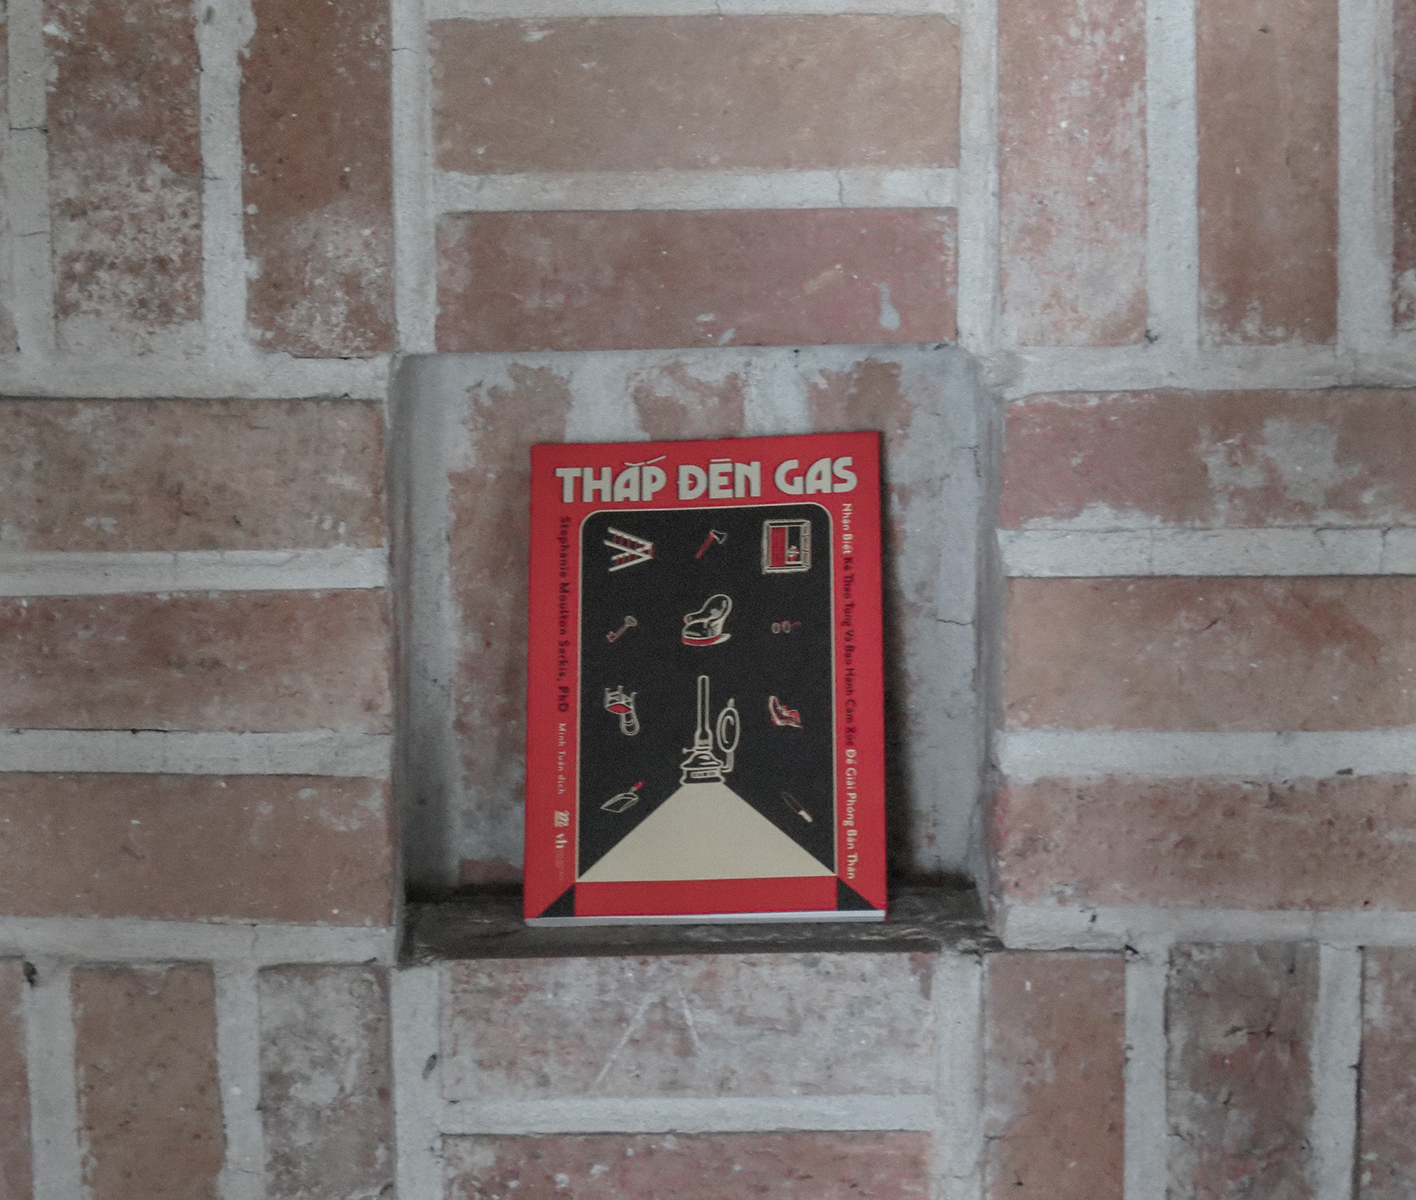 THẮP ĐÈN GAS
Stephanie Moulton Sarkis, PhD
Minh Tuấn dịch
Nhận Biết Kẻ Thao Túng Và Bạo Hành Cảm Xúc Để Giải Phóng Bản Thân